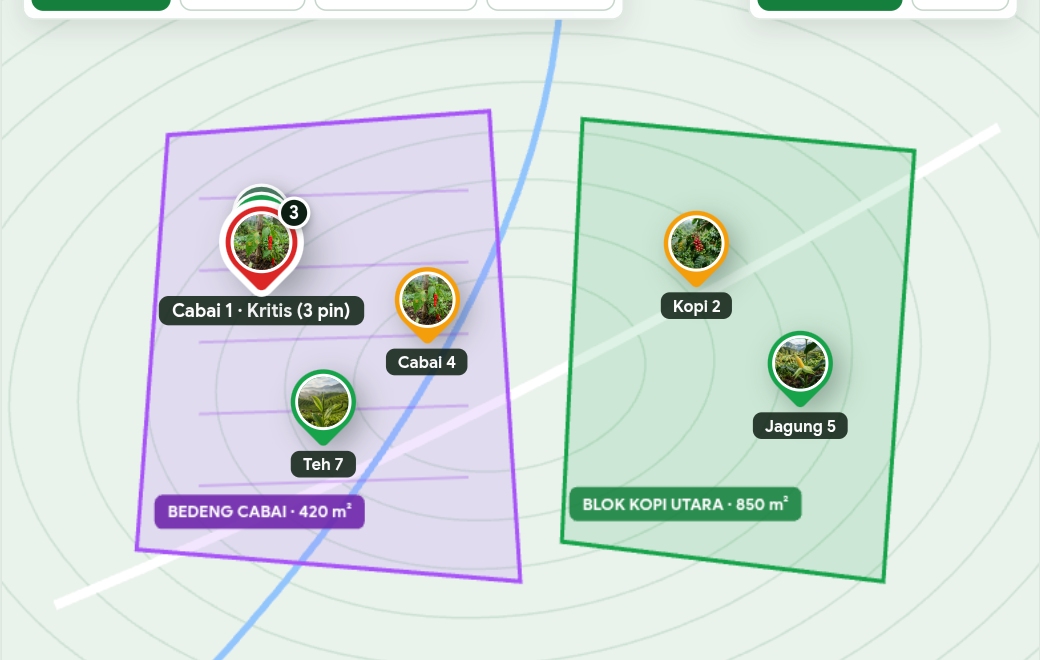 3
Cabai 1 · Kritis (3 pin)
Kopi 2
Cabai 4
Jagung 5
Teh 7
BEDENG CABAI · 420 m²
BLOK KOPI UTARA · 850 m²